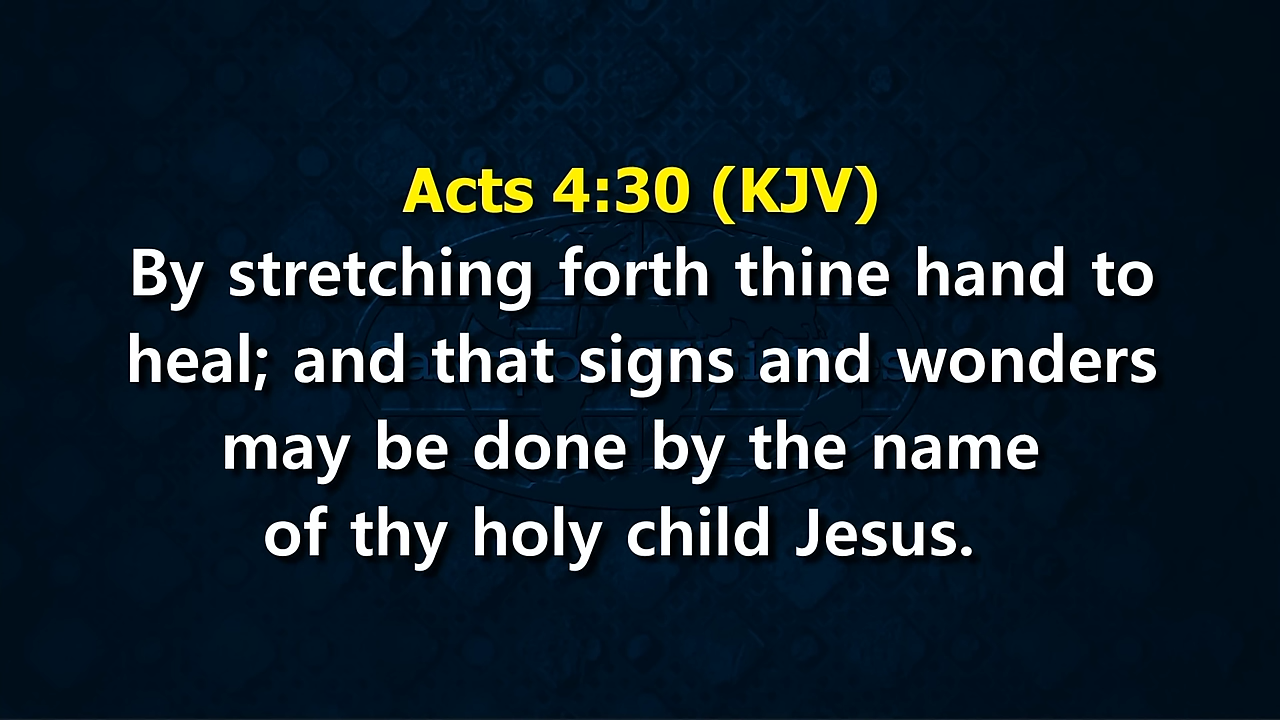 Acts 4:30 (KJV)
By stretching forth thine hand to
heal; and that signs and wonders
may be done by the name
of thy holy child Jesus.